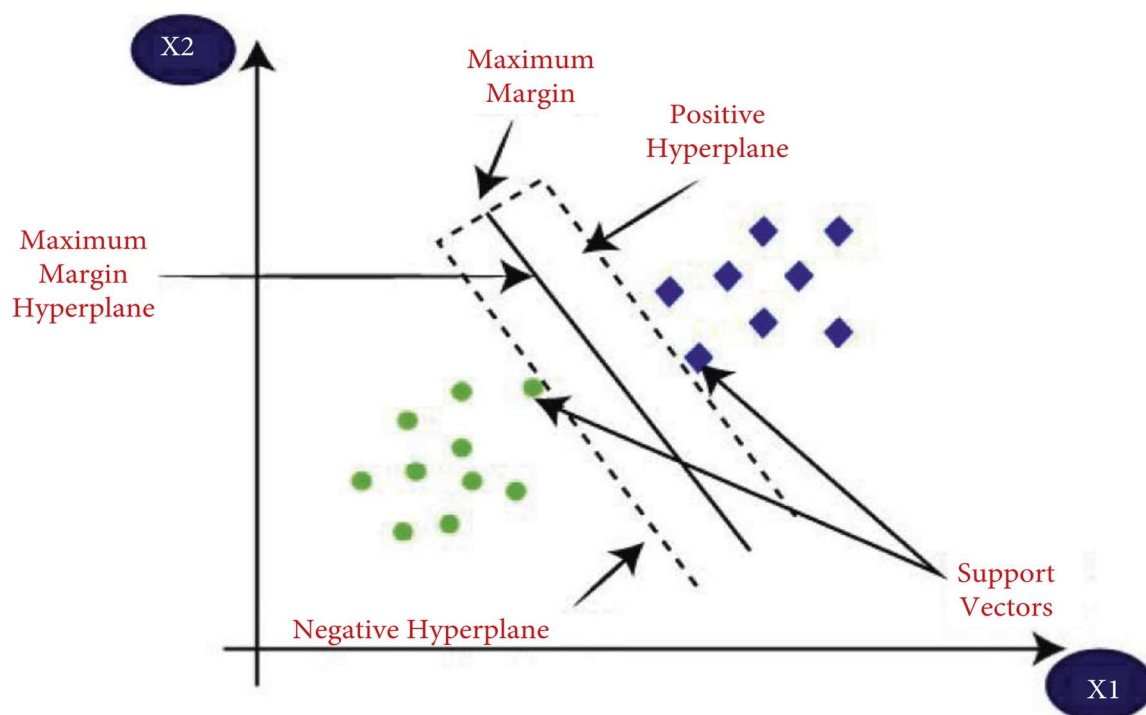 X2
Maximum
Margin
Positive
Hyperplane
Maximum
Margin
Hyperplane
Support
Vectors
Negative Hyperplane
X1